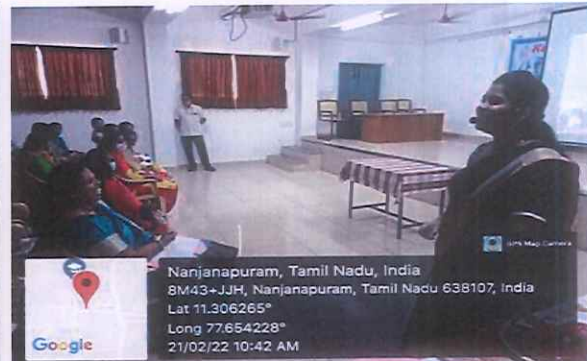 GPS Map Camera
Nanjanapuram, Tamil Nadu, India
8M43+JJH, Nanjanapuram, Tamil Nadu 638107, India
Lat 11.306265°
Long 77.654228°
21/02/22 10:42 AM
Google